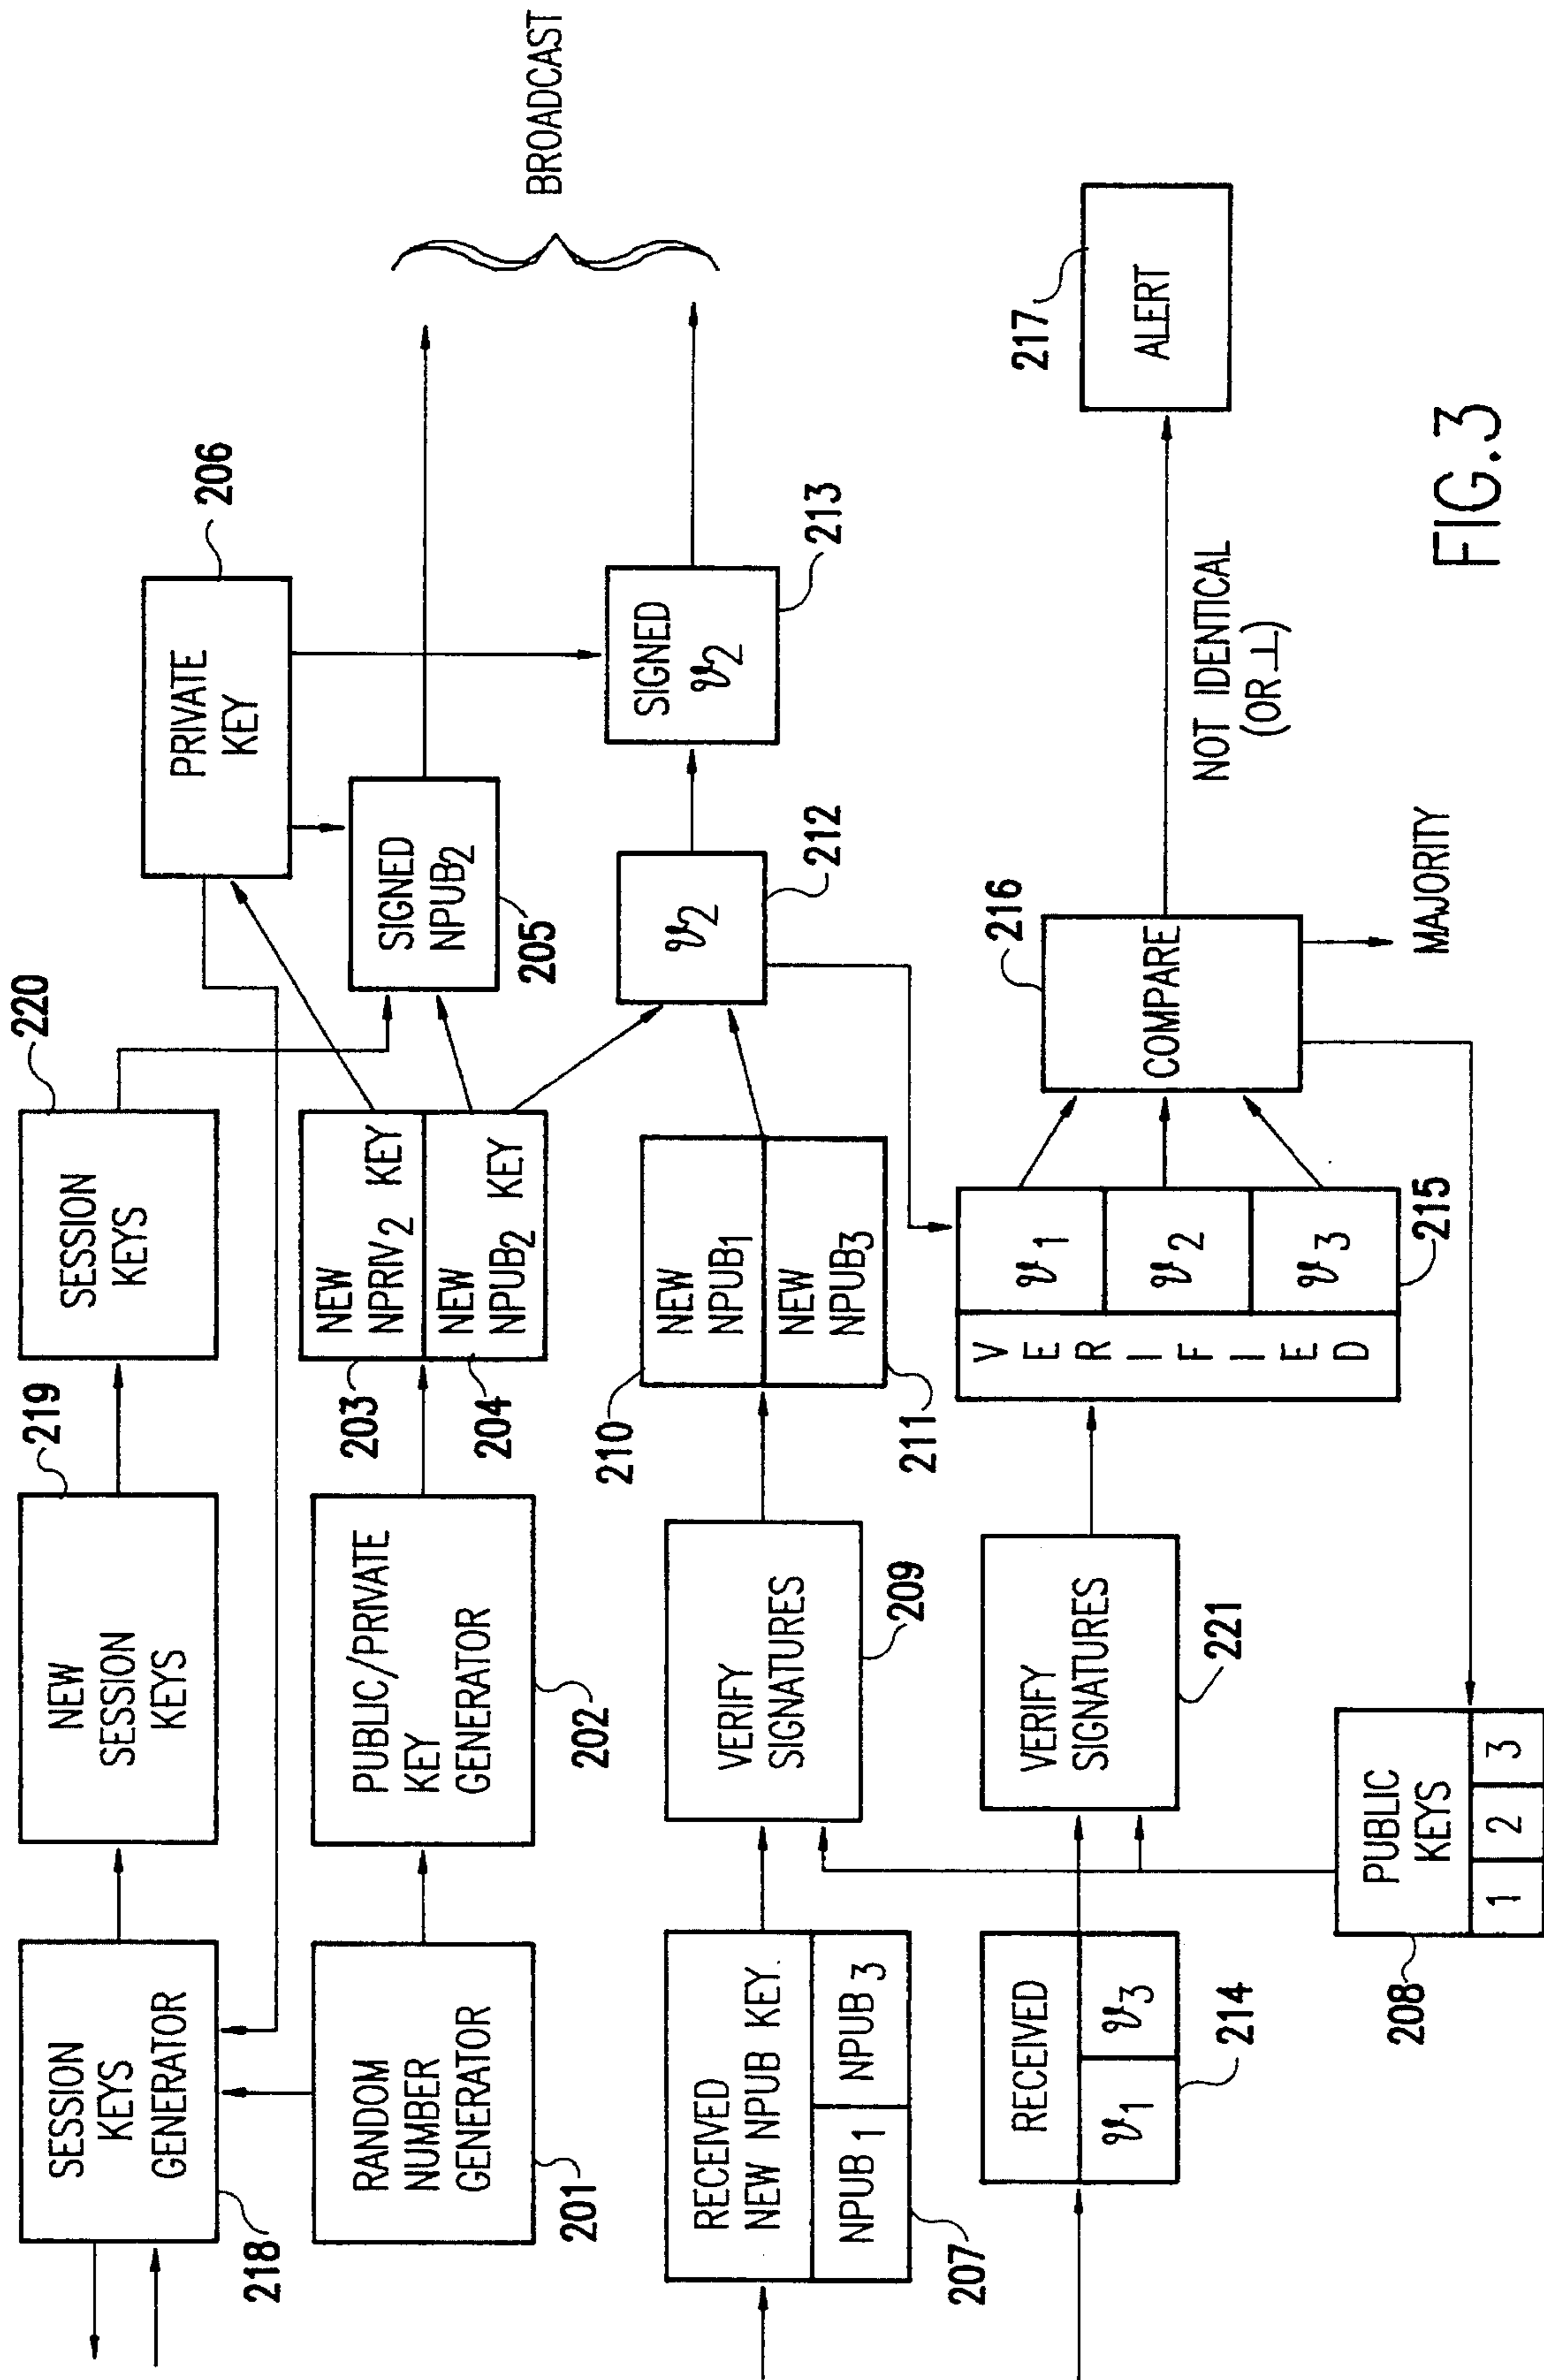 SESSION
KEYS
GENERATOR
218
NEW
SESSION
KEYS
219
SESSION
KEYS
220
PRIVATE
KEY
206
RANDOM
NUMBER
GENERATOR
201
PUBLIC/PRIVATE
KEY
GENERATOR
202
NEW
NPRIV₂ KEY
203
NEW
NPUB₂ KEY
204
SIGNED
NPUB₂
205
BROADCAST
RECEIVED
NEW NPUB KEY.
NPUB 1
NPUB 3
207
VERIFY
SIGNATURES
209
NEW
NPUB₁
210
NEW
NPUB₃
211
𝓋₂
212
SIGNED
𝓋₂
213
RECEIVED
𝓋₁
𝓋₃
214
VERIFY
SIGNATURES
221
VERIFIED
𝓋₁
𝓋₂
𝓋₃
215
COMPARE
216
MAJORITY
NOT IDENTICAL
(OR ⊥)
ALERT
217
PUBLIC
KEYS
1 2 3
208
FIG.3